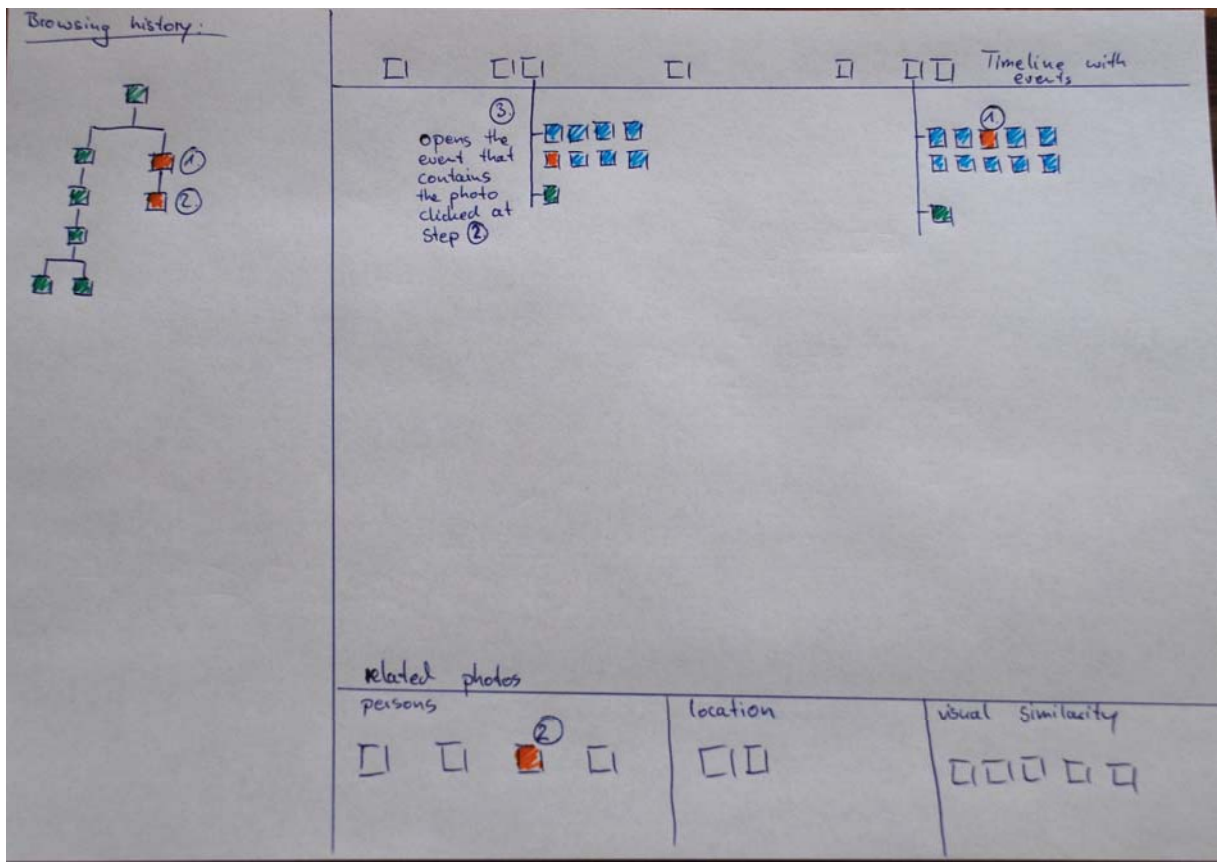 Browsing history:
1
2
Timeline with
events
3.
opens the
event that
contains
the photo
clicked at
Step 2
1.
related photos
persons
2
location
visual similarity